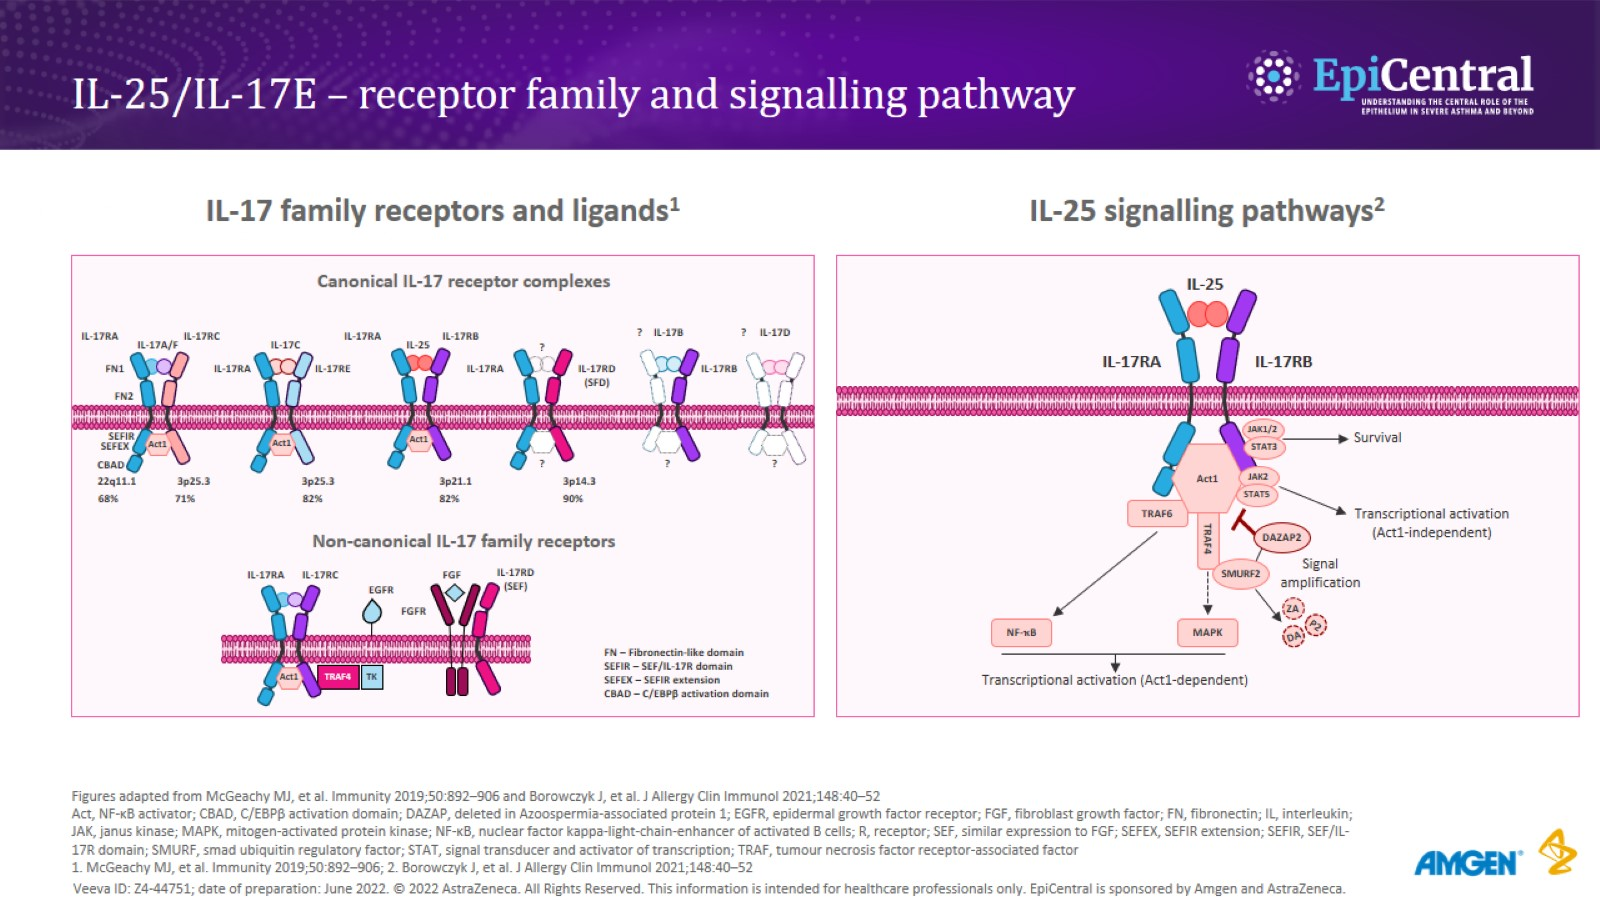 IL-25/IL-17E – receptor family and signalling pathway
EpiCentral
UNDERSTANDING THE CENTRAL ROLE OF THE
EPITHELIUM IN SEVERE ASTHMA AND BEYOND
IL-17 family receptors and ligands1
Canonical IL-17 receptor complexes
IL-17RA
IL-17A/F
IL-17RC
FN1
FN2
SEFIR
SEFEX
CBAD
Act1
22q11.1
68%
3p25.3
71%
IL-17RA
IL-17C
IL-17RE
Act1
3p25.3
82%
IL-17RA
IL-25
IL-17RB
Act1
3p21.1
82%
IL-17RA
?
IL-17RD
(SFD)
?
3p14.3
90%
? IL-17B
IL-17RB
?
? IL-17D
?
Non-canonical IL-17 family receptors
IL-17RA
IL-17RC
Act1
TRAF4
TK
EGFR
FGF
FGFR
IL-17RD
(SEF)
FN – Fibronectin-like domain
SEFIR – SEF/IL-17R domain
SEFEX – SEFIR extension
CBAD – C/EBPβ activation domain
IL-25 signalling pathways2
IL-25
IL-17RA
IL-17RB
JAK1/2
STAT3
Survival
Act1
JAK2
STAT5
Transcriptional activation
(Act1-independent)
TRAF6
TRAF4
DAZAP2
SMURF2
Signal
amplification
ZA
P2
DA
NF-κB
MAPK
Transcriptional activation (Act1-dependent)
Figures adapted from McGeachy MJ, et al. Immunity 2019;50:892–906 and Borowczyk J, et al. J Allergy Clin Immunol 2021;148:40–52
Act, NF-κB activator; CBAD, C/EBPβ activation domain; DAZAP, deleted in Azoospermia-associated protein 1; EGFR, epidermal growth factor receptor; FGF, fibroblast growth factor; FN, fibronectin; IL, interleukin;
JAK, janus kinase; MAPK, mitogen-activated protein kinase; NF-κB, nuclear factor kappa-light-chain-enhancer of activated B cells; R, receptor; SEF, similar expression to FGF; SEFEX, SEFIR extension; SEFIR, SEF/IL-
17R domain; SMURF, smad ubiquitin regulatory factor; STAT, signal transducer and activator of transcription; TRAF, tumour necrosis factor receptor-associated factor
1. McGeachy MJ, et al. Immunity 2019;50:892–906; 2. Borowczyk J, et al. J Allergy Clin Immunol 2021;148:40–52
Veeva ID: Z4-44751; date of preparation: June 2022. © 2022 AstraZeneca. All Rights Reserved. This information is intended for healthcare professionals only. EpiCentral is sponsored by Amgen and AstraZeneca.
AMGEN®